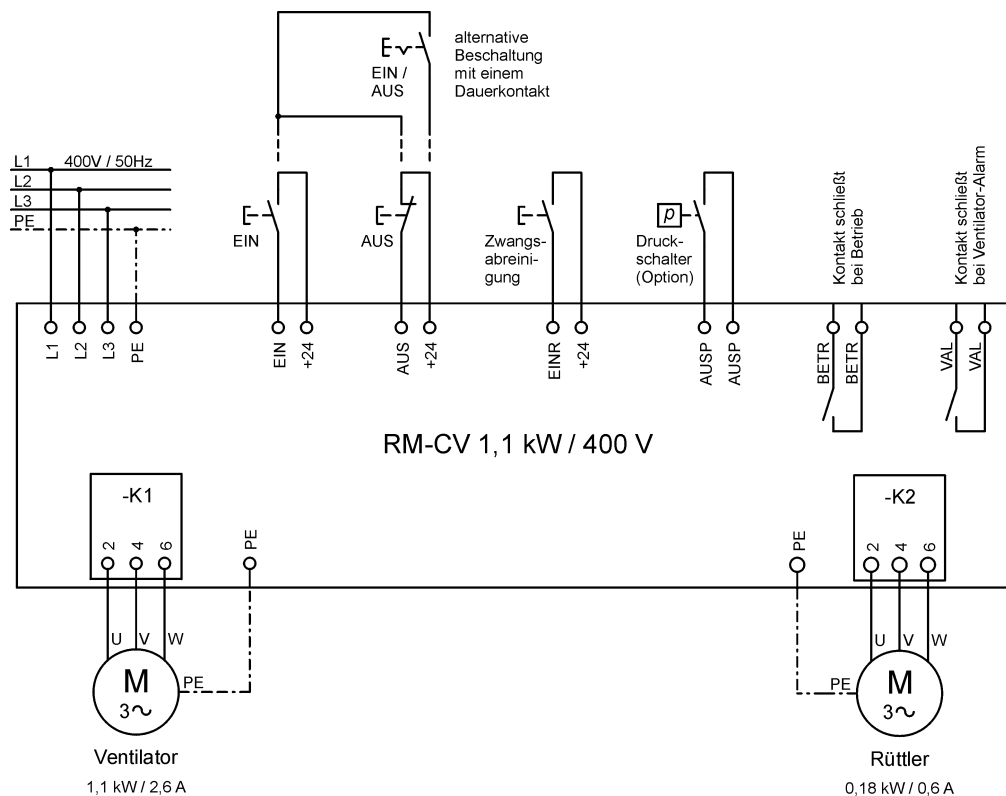 alternative
Beschaltung
mit einem
Dauerkontakt
EIN /
AUS
L1 400V / 50Hz
L2
L3
PE
EIN
AUS
Zwangs-
abreini-
gung
p
Druck-
schalter
(Option)
Kontakt schließt
bei Betrieb
Kontakt schließt
bei Ventilator-Alarm
L1
L2
L3
PE
EIN
+24
AUS
+24
EINR
+24
AUSP
AUSP
BETR
BETR
VAL
VAL
RM-CV 1,1 kW / 400 V
-K1
2 4 6
PE
-K2
2 4 6
PE
U V W
M
3~
PE
Ventilator
1,1 kW / 2,6 A
U V W
M
3~
PE
Rüttler
0,18 kW / 0,6 A